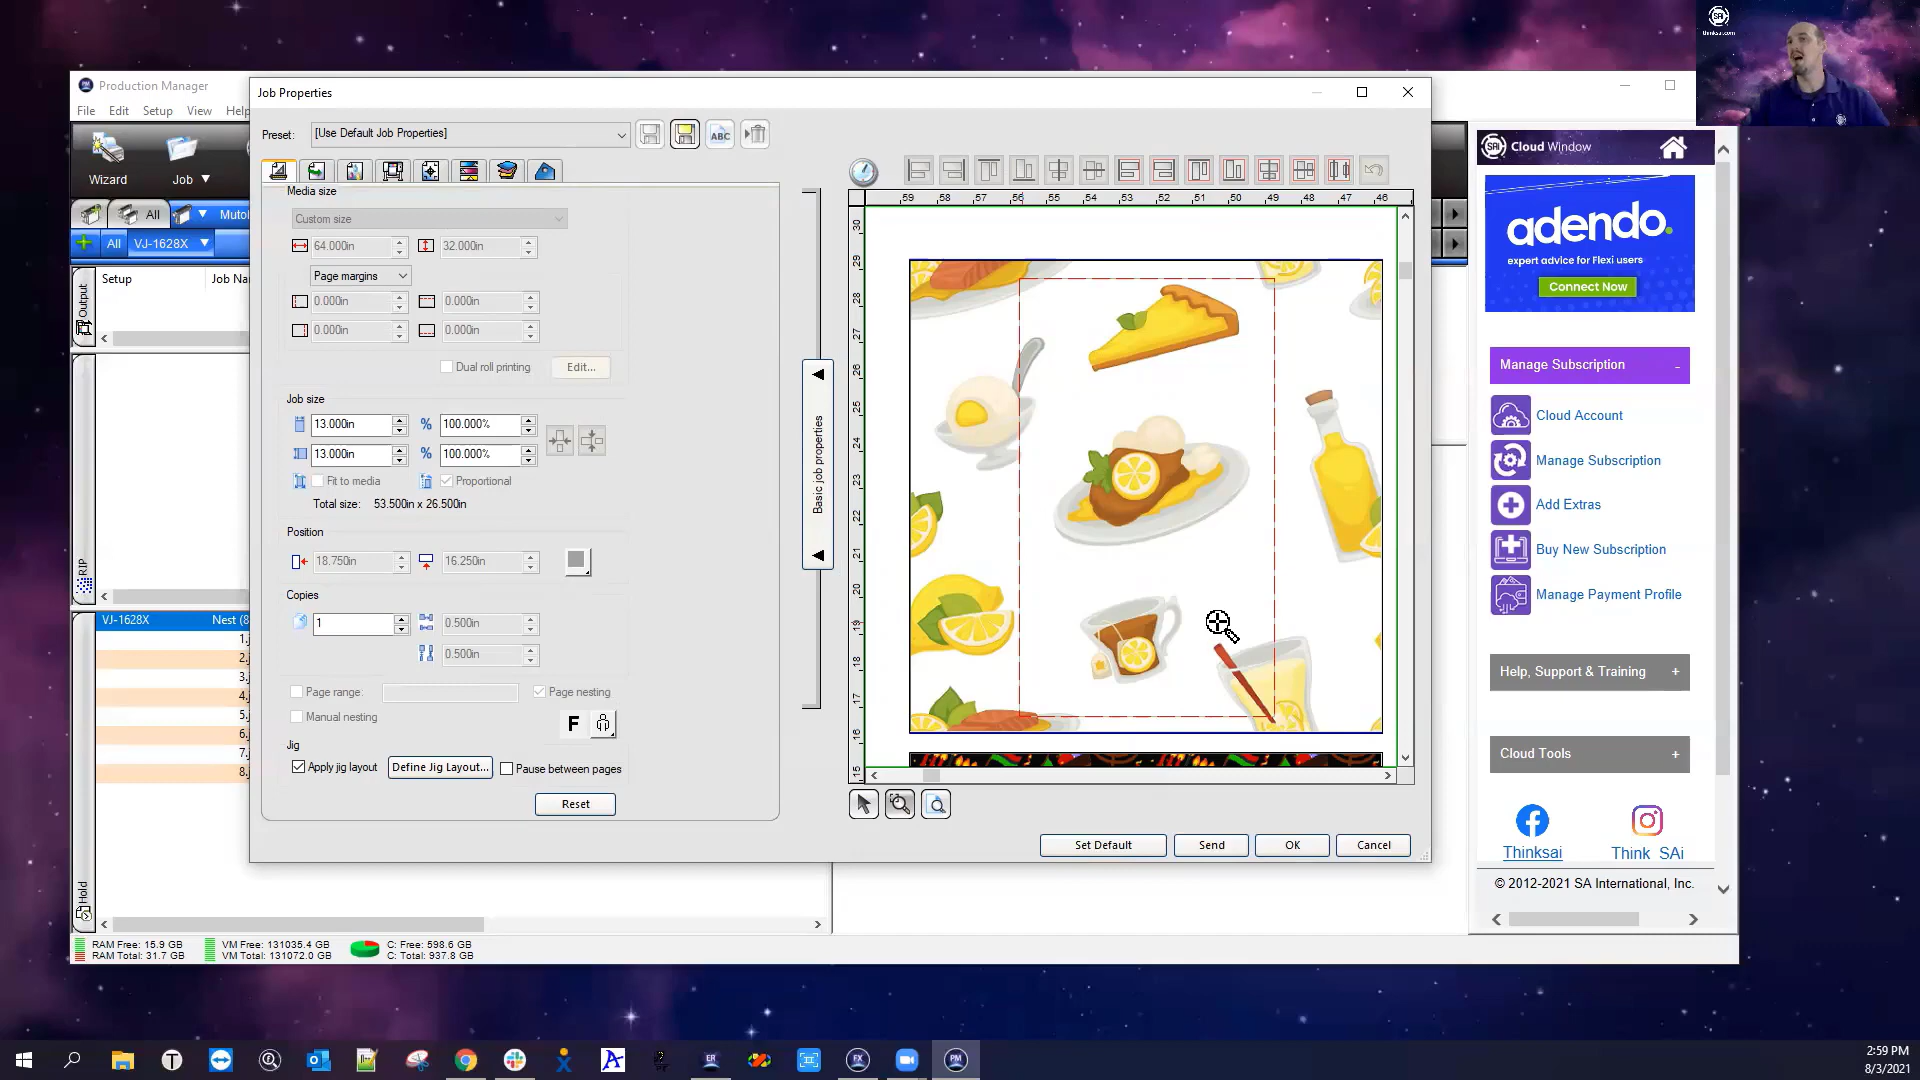 thinksai.com
Production Manager
File Edit Setup View Help
Wizard
Job
All
Mutoh
All VJ-1628X
Setup
Job Na
Output
RIP
VJ-1628X
Nest (8
1.j
2.j
3.j
4.j
5.j
6.j
7.j
8.j
Hold
RAM Free: 15.9 GB
RAM Total: 31.7 GB
VM Free: 131035.4 GB
VM Total: 131072.0 GB
C: Free: 598.6 GB
C: Total: 937.8 GB
Job Properties
Preset:
[Use Default Job Properties]
ABC
Media size
Custom size
64.000in
32.000in
Page margins
0.000in
0.000in
0.000in
0.000in
Dual roll printing
Edit...
Job size
13.000in
%
100.000%
13.000in
%
100.000%
Fit to media
Proportional
Total size: 53.500in x 26.500in
Position
18.750in
16.250in
Copies
1
0.500in
0.500in
Page range:
Page nesting
Manual nesting
F
Jig
Apply jig layout
Define Jig Layout...
Pause between pages
Reset
Basic job properties
59 58 57 56 55 54 53 52 51 50 49 48 47 46
30
29
28
27
26
25
24
23
22
21
20
19
18
17
16
15
Set Default
Send
OK
Cancel
SAi Cloud Window
adendo.
expert advice for Flexi users
Connect Now
Manage Subscription -
Cloud Account
Manage Subscription
Add Extras
Buy New Subscription
Manage Payment Profile
Help, Support & Training +
Cloud Tools +
Thinksai
Think_SAi
© 2012-2021 SA International, Inc.
T
ER
FX
PM
2:59 PM
8/3/2021